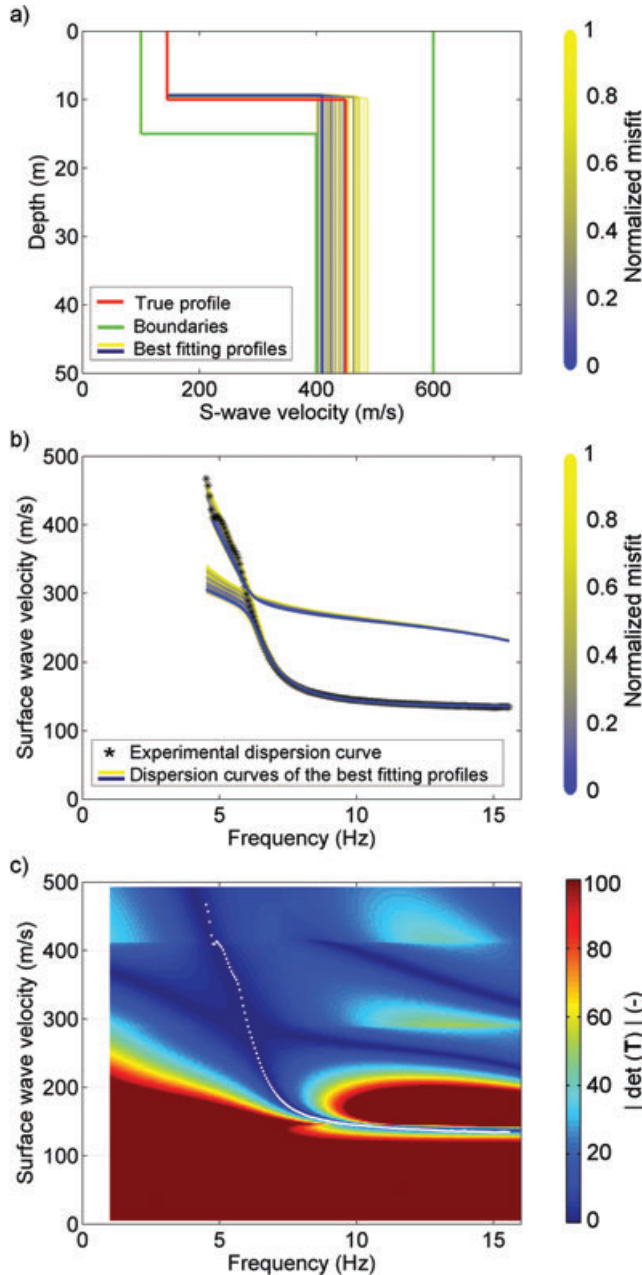 a)
0
10
20
30
40
50
Depth (m)
True profile
Boundaries
Best fitting profiles
0
200
400
600
S-wave velocity (m/s)
1
0.8
0.6
0.4
0.2
0
Normalized misfit
b)
500
400
300
200
100
0
Surface wave velocity (m/s)
Experimental dispersion curve
Dispersion curves of the best fitting profiles
5
10
15
Frequency (Hz)
1
0.8
0.6
0.4
0.2
0
Normalized misfit
c)
500
400
300
200
100
0
Surface wave velocity (m/s)
5
10
15
Frequency (Hz)
100
80
60
40
20
0
| det (T) | (-)